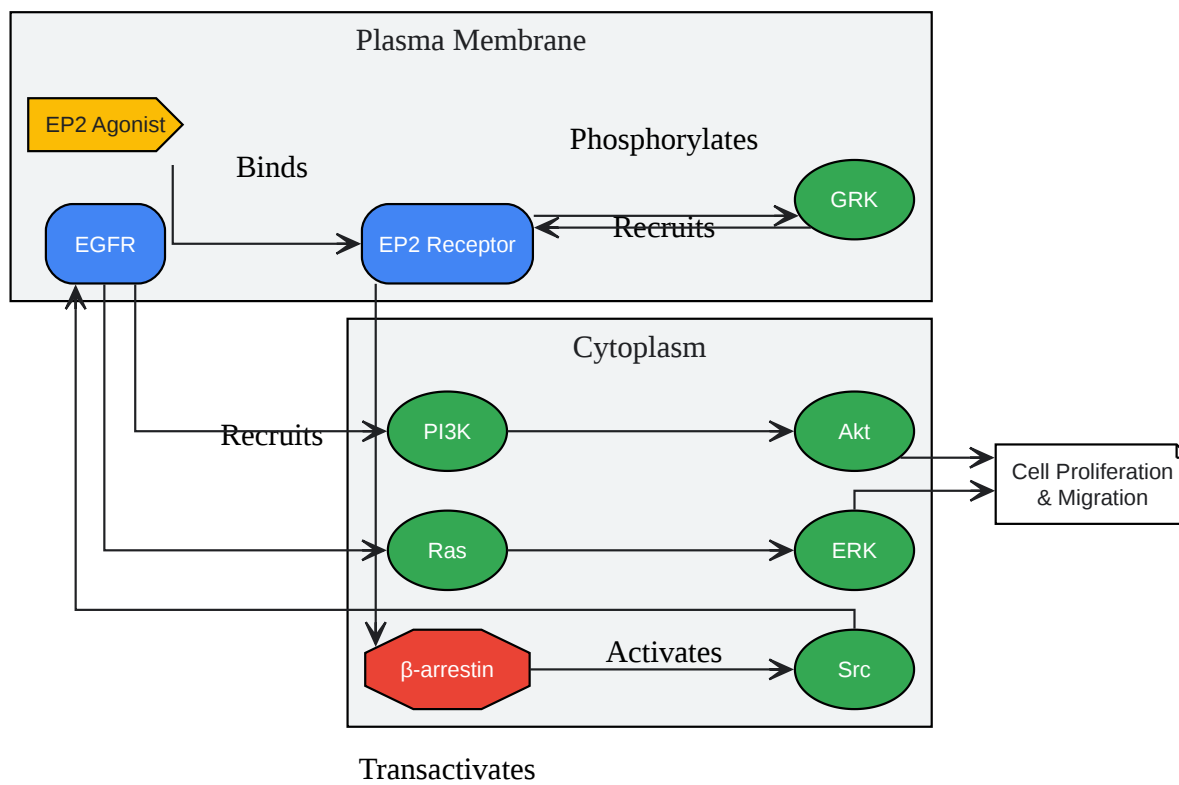 Plasma Membrane
EP2 Agonist
Binds
Phosphorylates
GRK
EGFR
EP2 Receptor
Recruits
Cytoplasm
Recruits
PI3K
Akt
Cell Proliferation
& Migration
Ras
ERK
β-arrestin
Activates
Src
Transactivates